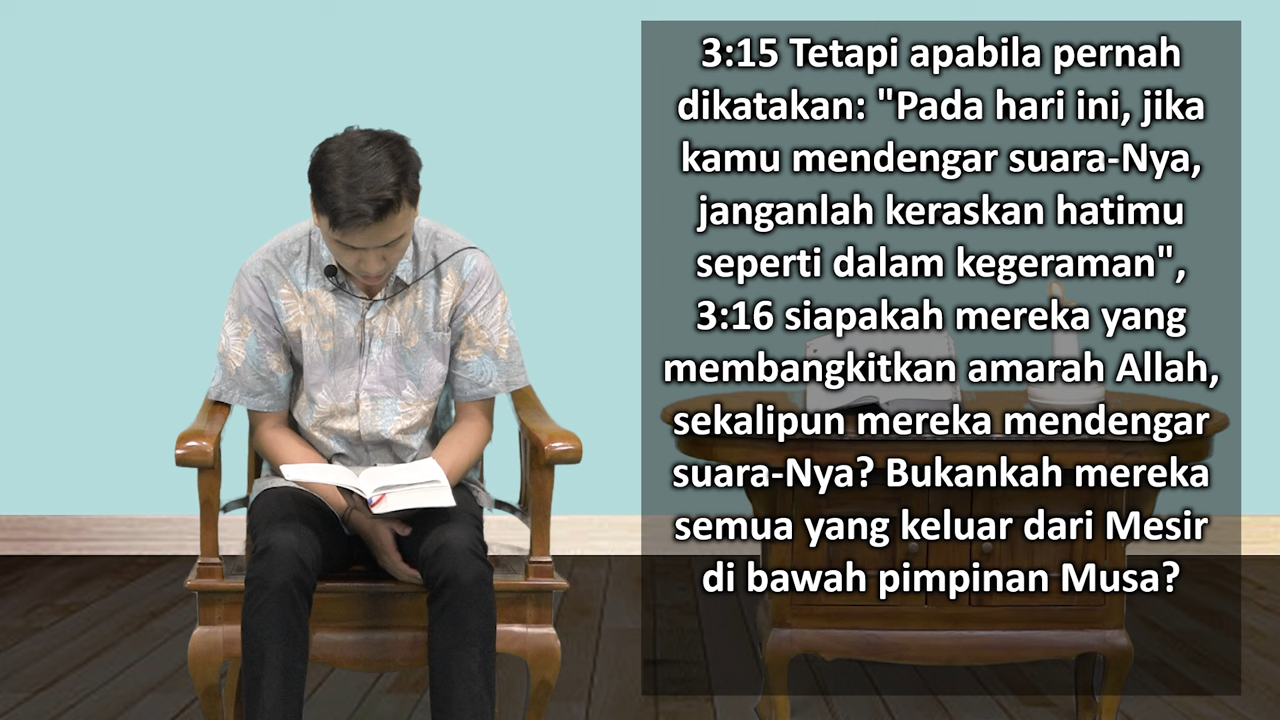 3:15 Tetapi apabila pernah
dikatakan: "Pada hari ini, jika
kamu mendengar suara-Nya,
janganlah keraskan hatimu
seperti dalam kegeraman",
3:16 siapakah mereka yang
membangkitkan amarah Allah,
sekalipun mereka mendengar
suara-Nya? Bukankah mereka
semua yang keluar dari Mesir
di bawah pimpinan Musa?